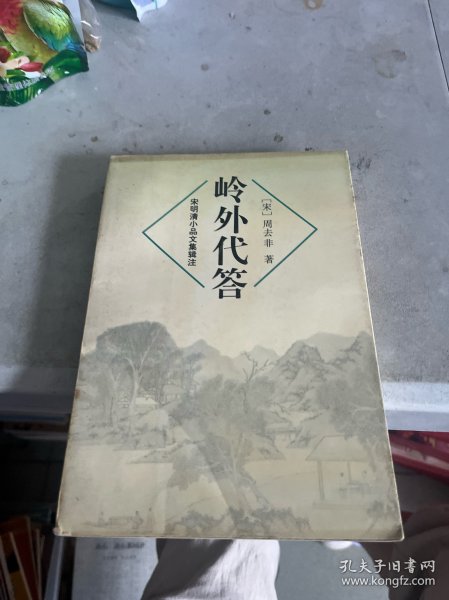 岭外代答
[宋] 周去非 著
宋明清小品文集辑注
孔夫子旧书网
www.kongfz.com